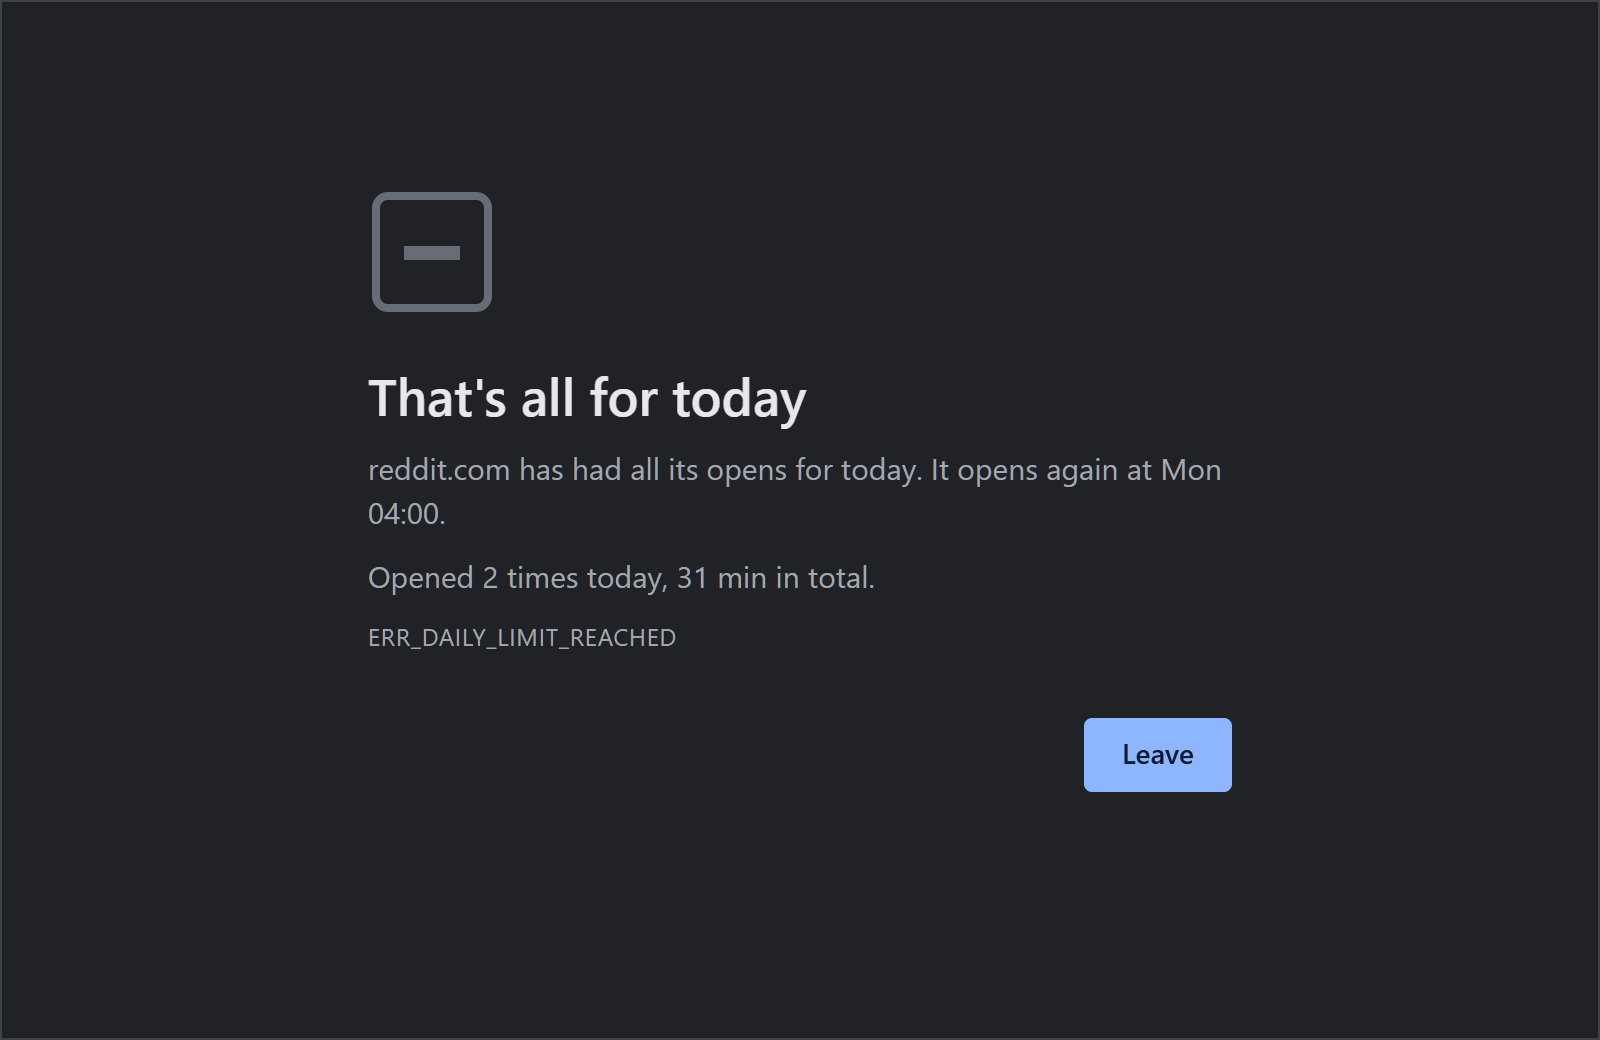 That's all for today
reddit.com has had all its opens for today. It opens again at Mon
04:00.
Opened 2 times today, 31 min in total.
ERR_DAILY_LIMIT_REACHED
Leave